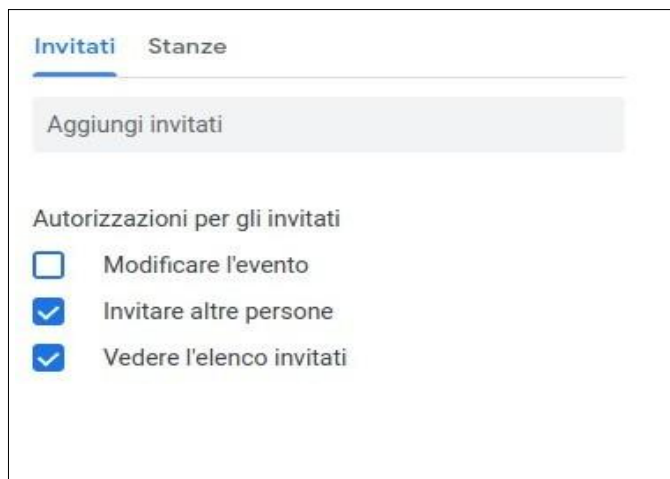 Invitati Stanze
Aggiungi invitati
Autorizzazioni per gli invitati
Modificare l'evento
Invitare altre persone
Vedere l'elenco invitati